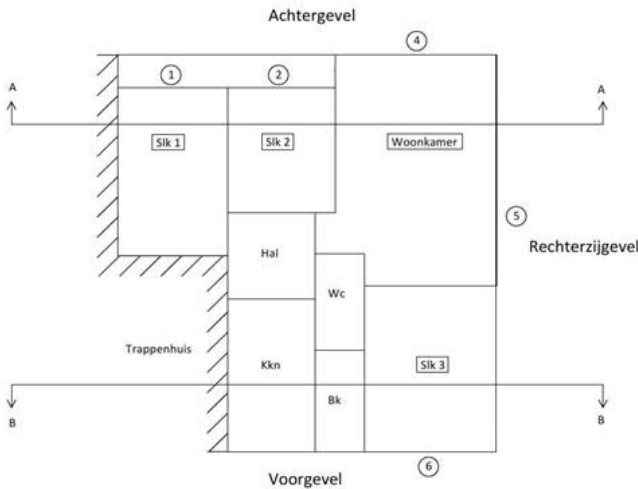 Achtergevel
4
1
2
A
A
Slk 1
Slk 2
Woonkamer
5
Hal
Rechterzijgevel
Wc
Trappenhuis
Kkn
Slk 3
Bk
B
B
6
Voorgevel